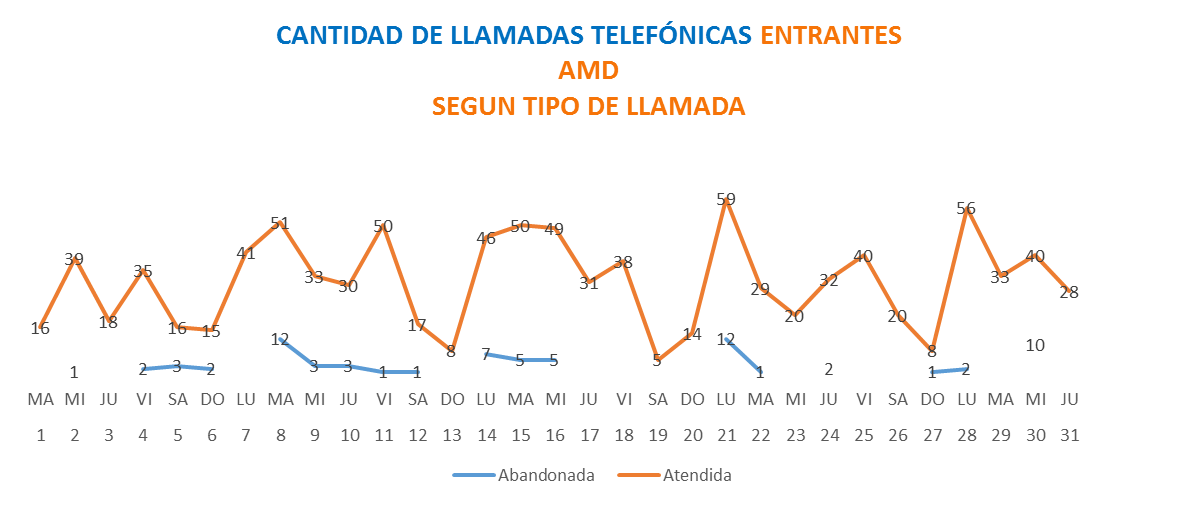 CANTIDAD DE LLAMADAS TELEFÓNICAS ENTRANTES
AMD
SEGUN TIPO DE LLAMADA
16 39 18 35 16 15 41 51 33 30 50 17 8 46 50 49 31 38 5 14 59 29 20 32 40 20 8 56 33 40 28
1 2 3 2 12 3 3 1 1 7 5 5 12 1 2 1 2 10
MA MI JU VI SA DO LU MA MI JU VI SA DO LU MA MI JU VI SA DO LU MA MI JU VI SA DO LU MA MI JU
1 2 3 4 5 6 7 8 9 10 11 12 13 14 15 16 17 18 19 20 21 22 23 24 25 26 27 28 29 30 31
Abandonada Atendida